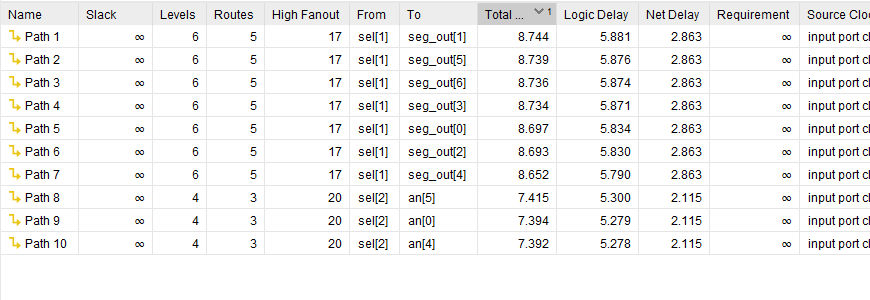 Name Slack Levels Routes High Fanout From To Total ... 1 Logic Delay Net Delay Requirement Source Cloc
Path 1 ∞ 6 5 17 sel[1] seg_out[1] 8.744 5.881 2.863 ∞ input port cl
Path 2 ∞ 6 5 17 sel[1] seg_out[5] 8.739 5.876 2.863 ∞ input port cl
Path 3 ∞ 6 5 17 sel[1] seg_out[6] 8.736 5.874 2.863 ∞ input port cl
Path 4 ∞ 6 5 17 sel[1] seg_out[3] 8.734 5.871 2.863 ∞ input port cl
Path 5 ∞ 6 5 17 sel[1] seg_out[0] 8.697 5.834 2.863 ∞ input port cl
Path 6 ∞ 6 5 17 sel[1] seg_out[2] 8.693 5.830 2.863 ∞ input port cl
Path 7 ∞ 6 5 17 sel[1] seg_out[4] 8.652 5.790 2.863 ∞ input port cl
Path 8 ∞ 4 3 20 sel[2] an[5] 7.415 5.300 2.115 ∞ input port cl
Path 9 ∞ 4 3 20 sel[2] an[0] 7.394 5.279 2.115 ∞ input port cl
Path 10 ∞ 4 3 20 sel[2] an[4] 7.392 5.278 2.115 ∞ input port cl